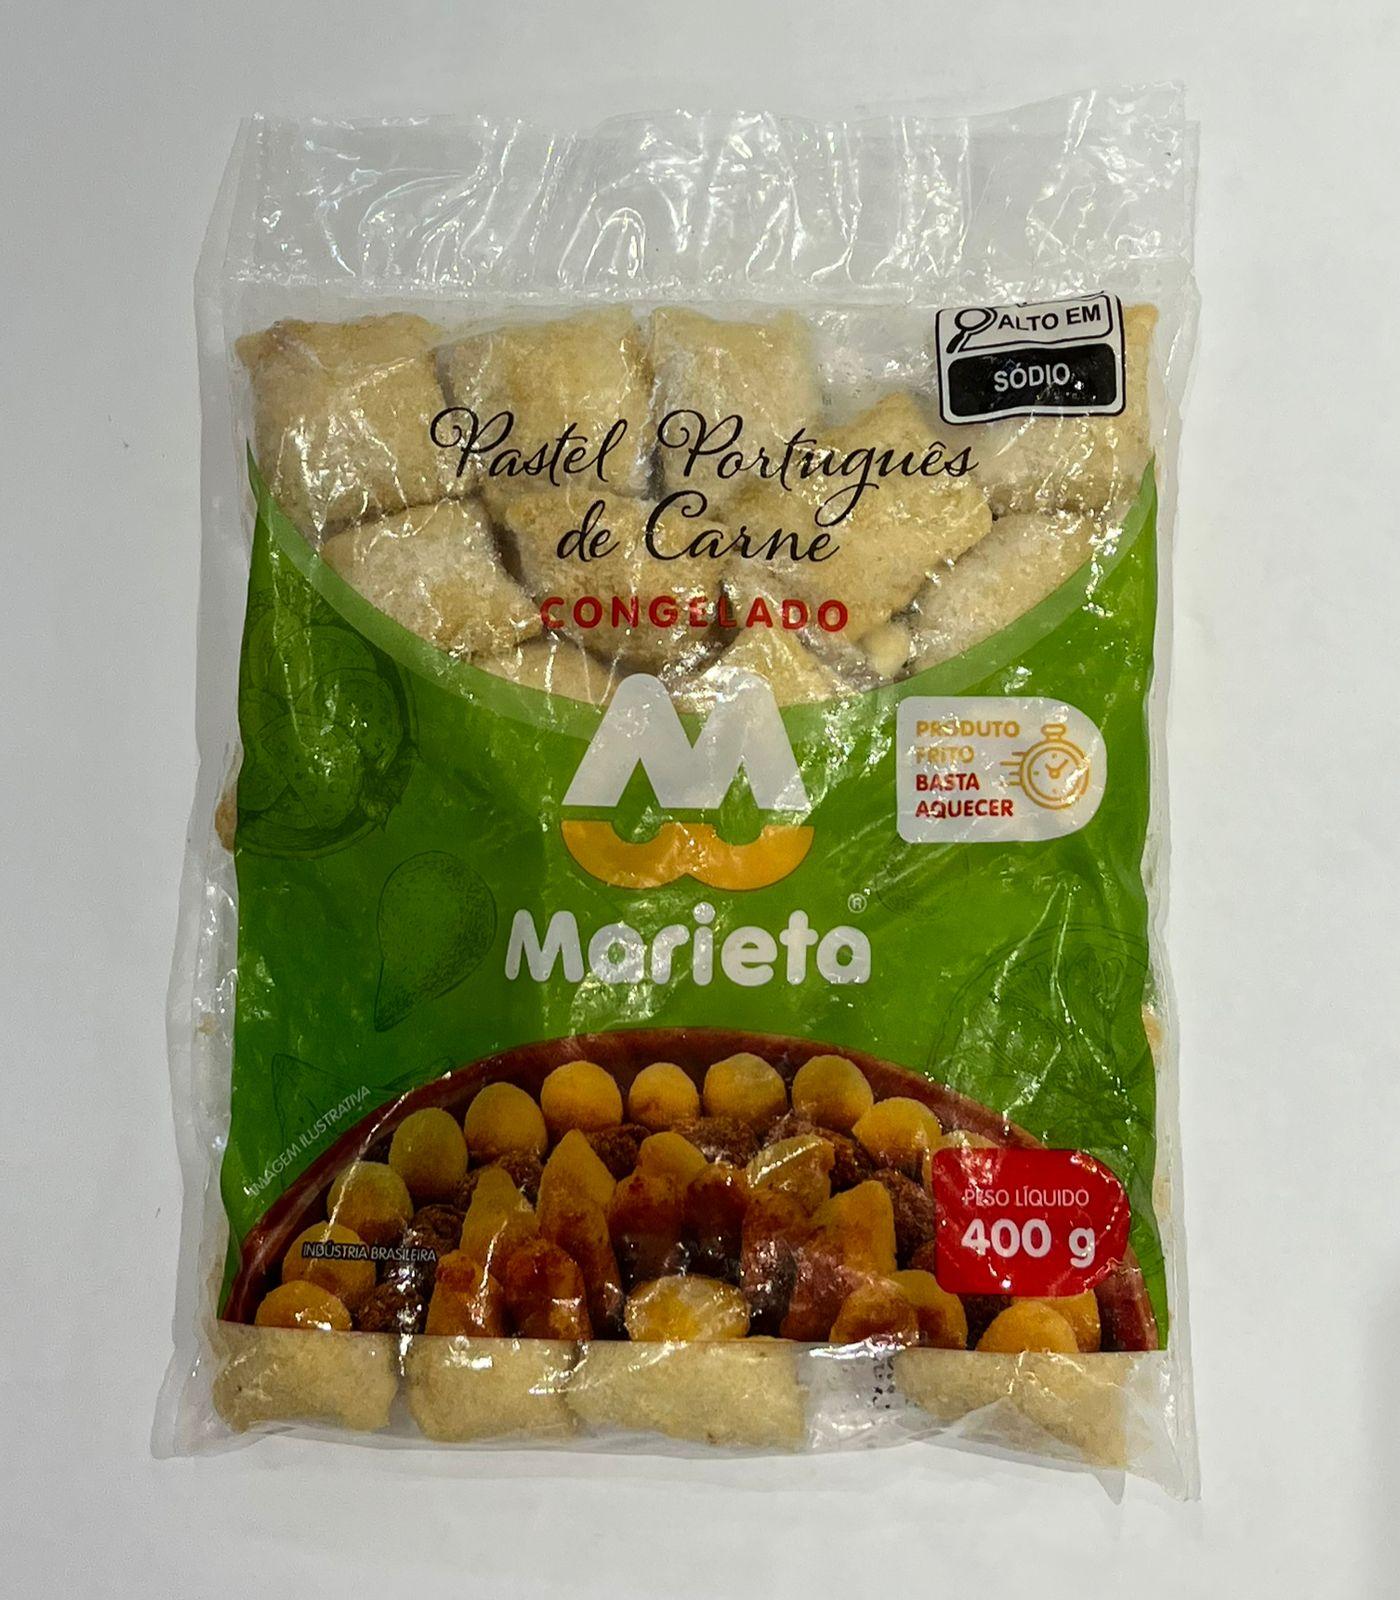 ALTO EM
SÓDIO
Pastel Português
de Carne
CONGELADO
PRODUTO
FRITO
BASTA
AQUECER
Marieta®
IMAGEM ILUSTRATIVA
PESO LÍQUIDO
400 g
INDÚSTRIA BRASILEIRA